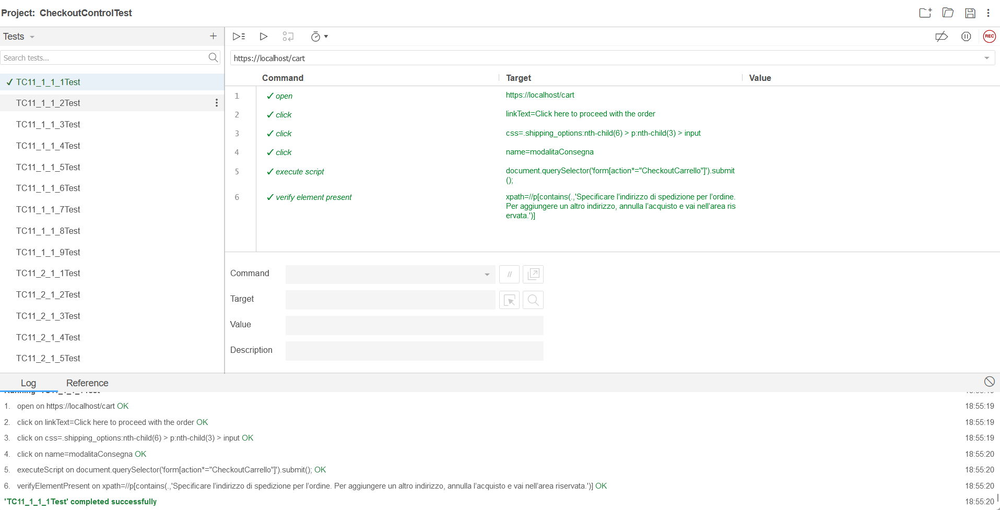 Project: CheckoutControlTest
Tests
Search tests...
TC11_1_1_1Test
TC11_1_1_2Test
TC11_1_1_3Test
TC11_1_1_4Test
TC11_1_1_5Test
TC11_1_1_6Test
TC11_1_1_7Test
TC11_1_1_8Test
TC11_1_1_9Test
TC11_2_1_1Test
TC11_2_1_2Test
TC11_2_1_3Test
TC11_2_1_4Test
TC11_2_1_5Test
REC
https://localhost/cart
Command Target Value
1 ✓ open https://localhost/cart
2 ✓ click linkText=Click here to proceed with the order
3 ✓ click css=.shipping_options:nth-child(6) > p:nth-child(3) > input
4 ✓ click name=modalitaConsegna
5 ✓ execute script document.querySelector('form[action*="CheckoutCarrello"]').submit
();
6 ✓ verify element present xpath=//p[contains(.,'Specificare l’indirizzo di spedizione per l’ordine.
Per aggiungere un altro indirizzo, annulla l’acquisto e vai nell’area ris
ervata.')]
Command //
Target
Value
Description
Log Reference
1. open on https://localhost/cart OK 18:55:19
2. click on linkText=Click here to proceed with the order OK 18:55:19
3. click on css=.shipping_options:nth-child(6) > p:nth-child(3) > input OK 18:55:19
4. click on name=modalitaConsegna OK 18:55:20
5. executeScript on document.querySelector('form[action*="CheckoutCarrello"]').submit(); OK 18:55:20
6. verifyElementPresent on xpath=//p[contains(.,'Specificare l’indirizzo di spedizione per l’ordine. Per aggiungere un altro indirizzo, annulla l’acquisto e vai nell’area riservata.')] OK 18:55:20
'TC11_1_1_1Test' completed successfully 18:55:20